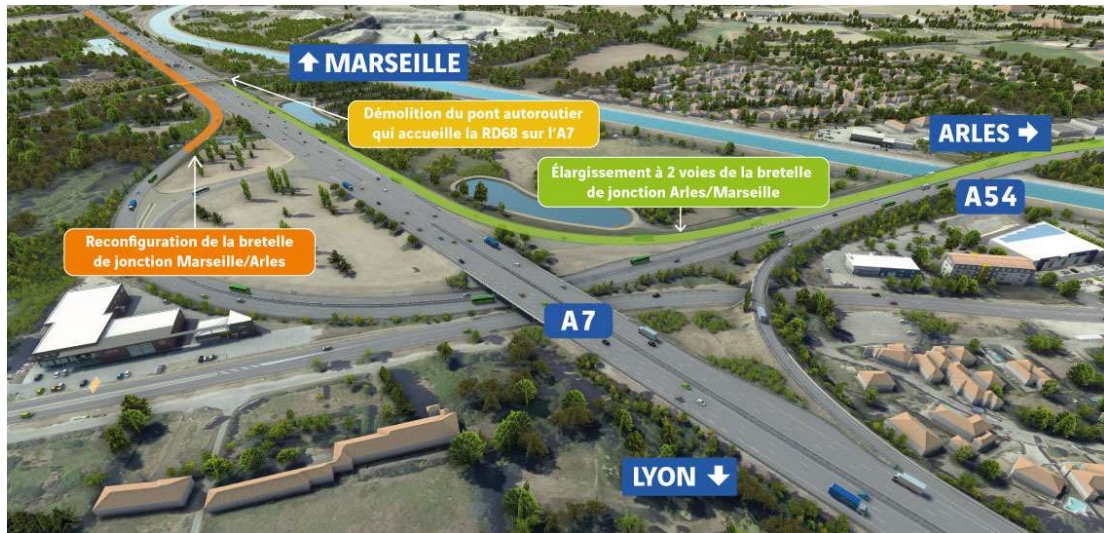 ↑ MARSEILLE
Démolition du pont autoroutier
qui accueille la RD68 sur l'A7
ARLES →
Élargissement à 2 voies de la bretelle
de jonction Arles/Marseille
A54
Reconfiguration de la bretelle
de jonction Marseille/Arles
A7
LYON ↓